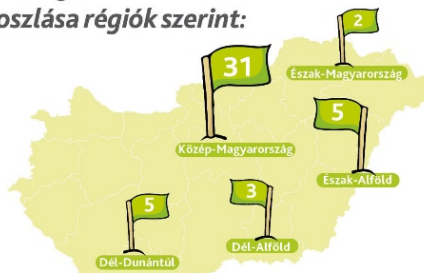 oszlása régiók szerint:
2
Észak-Magyarország
31
Közép-Magyarország
5
Észak-Alföld
3
Dél-Alföld
5
Dél-Dunántúl